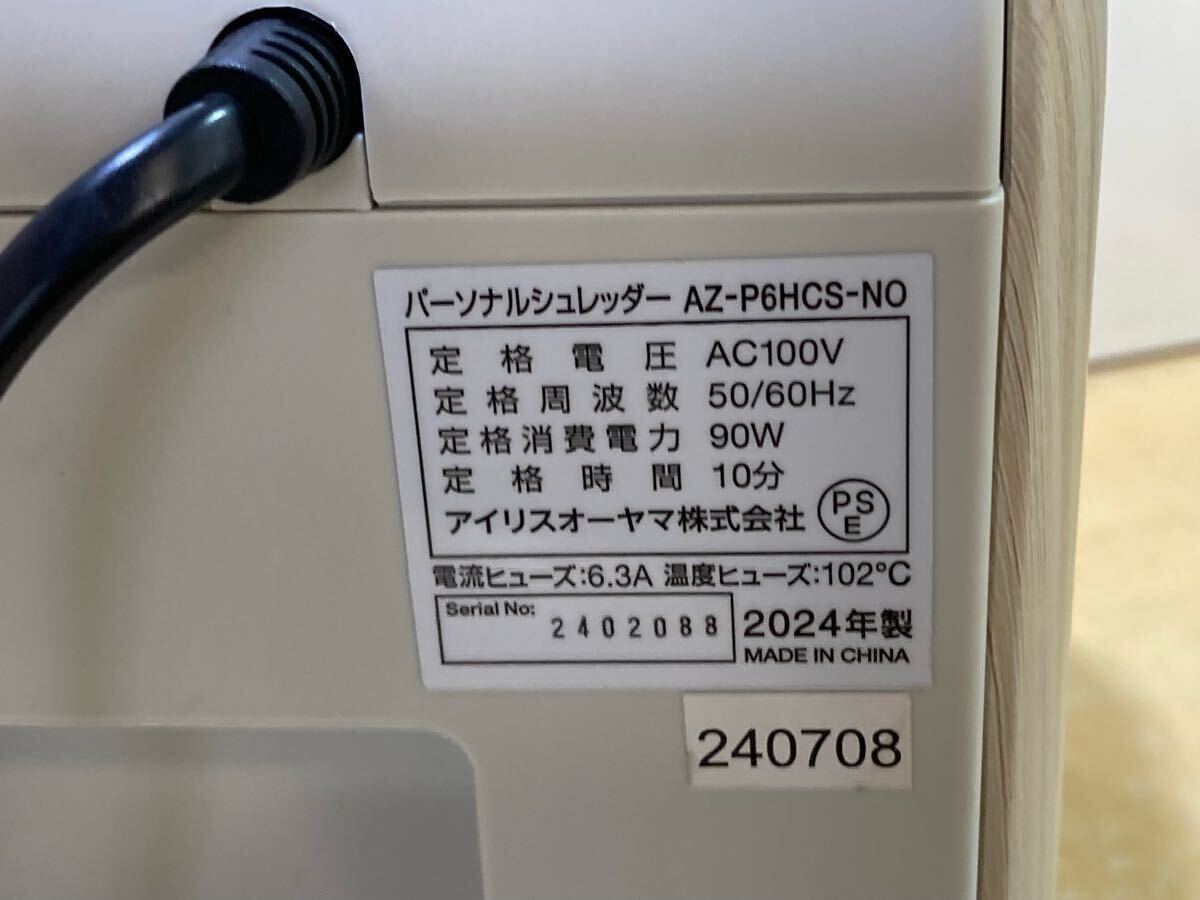 パーソナルシュレッダー AZ-P6HCS-NO
定格電圧 AC100V
定格周波数 50/60Hz
定格消費電力 90W
定格時間 10分
アイリスオーヤマ株式会社 PSE
電流ヒューズ:6.3A 温度ヒューズ:102°C
Serial No: 2402088 2024年製
MADE IN CHINA
240708